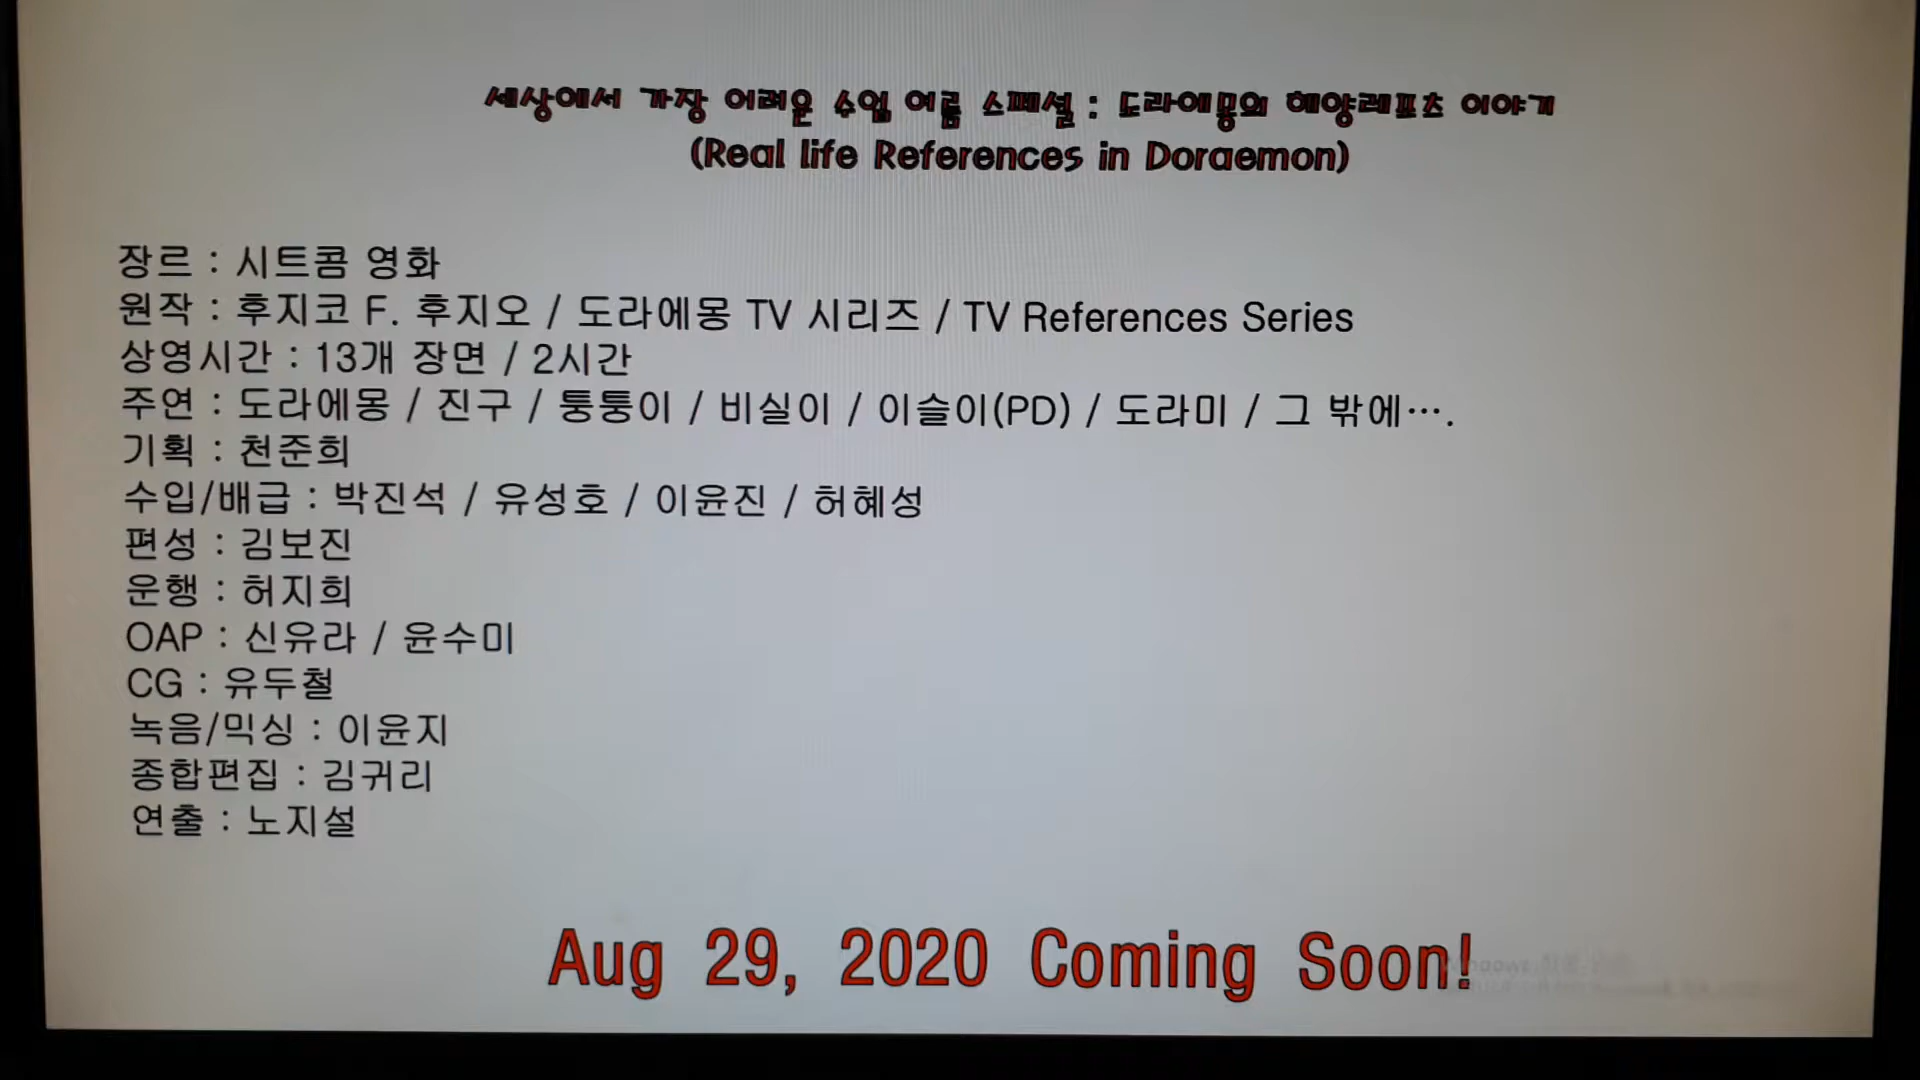 세상에서 가장 어려운 수업 여름 스페셜 : 도라에몽의 해양레포츠 이야기
(Real life References in Doraemon)
장르 : 시트콤 영화
원작 : 후지코 F. 후지오 / 도라에몽 TV 시리즈 / TV References Series
상영시간 : 13개 장면 / 2시간
주연 : 도라에몽 / 진구 / 퉁퉁이 / 비실이 / 이슬이(PD) / 도라미 / 그 밖에….
기획 : 천준희
수입/배급 : 박진석 / 유성호 / 이윤진 / 허혜성
편성 : 김보진
운행 : 허지희
OAP : 신유라 / 윤수미
CG : 유두철
녹음/믹싱 : 이윤지
종합편집 : 김귀리
연출 : 노지설
Aug 29, 2020 Coming Soon!
Windows